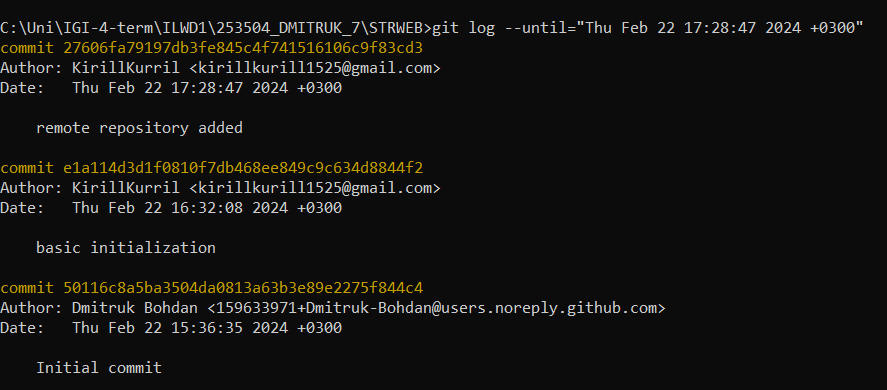 C:\Uni\IGI-4-term\ILWD1\253504_DMITRUK_7\STRWEB>git log --until="Thu Feb 22 17:28:47 2024 +0300"
commit 27606fa79197db3fe845c4f741516106c9f83cd3
Author: KirillKurril <kirillkurill1525@gmail.com>
Date:   Thu Feb 22 17:28:47 2024 +0300
    remote repository added
commit e1a114d3d1f0810f7db468ee849c9c634d8844f2
Author: KirillKurril <kirillkurill1525@gmail.com>
Date:   Thu Feb 22 16:32:08 2024 +0300
    basic initialization
commit 50116c8a5ba3504da0813a63b3e89e2275f844c4
Author: Dmitruk Bohdan <159633971+Dmitruk-Bohdan@users.noreply.github.com>
Date:   Thu Feb 22 15:36:35 2024 +0300
    Initial commit